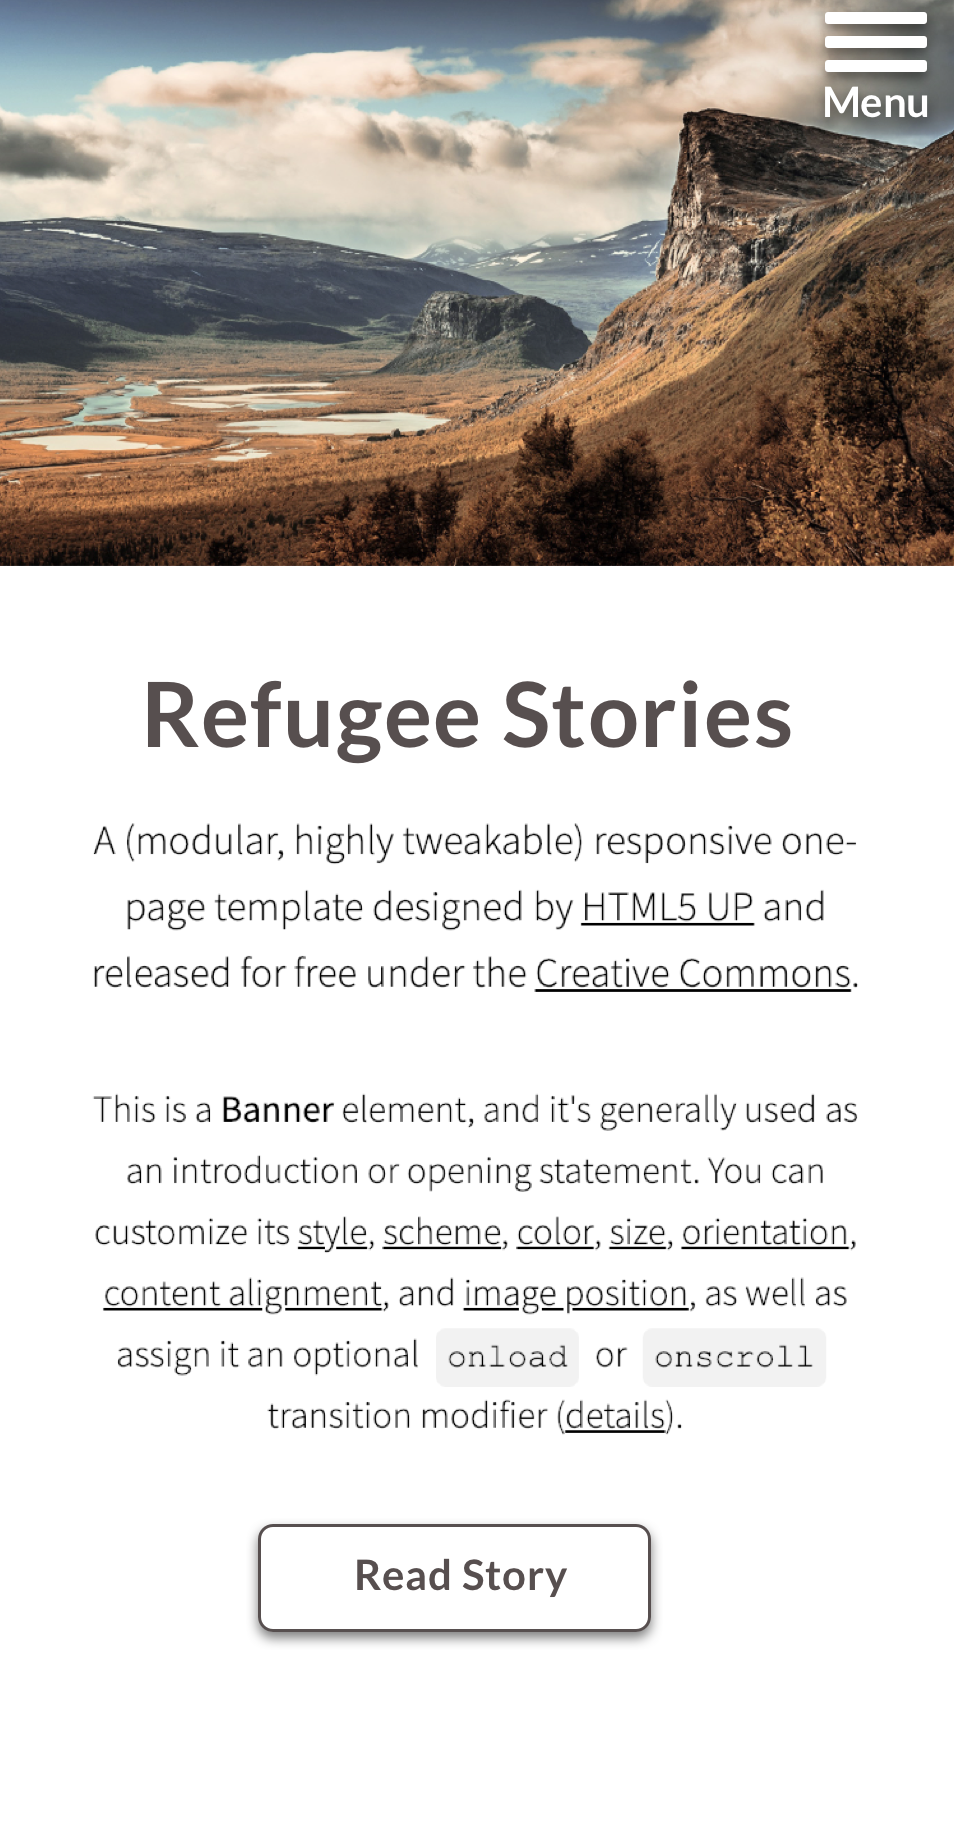 Menu
Refugee Stories
A (modular, highly tweakable) responsive one-
page template designed by HTML5 UP and
released for free under the Creative Commons.
This is a Banner element, and it's generally used as
an introduction or opening statement. You can
customize its style, scheme, color, size, orientation,
content alignment, and image position, as well as
assign it an optional onload or onscroll
transition modifier (details).
Read Story